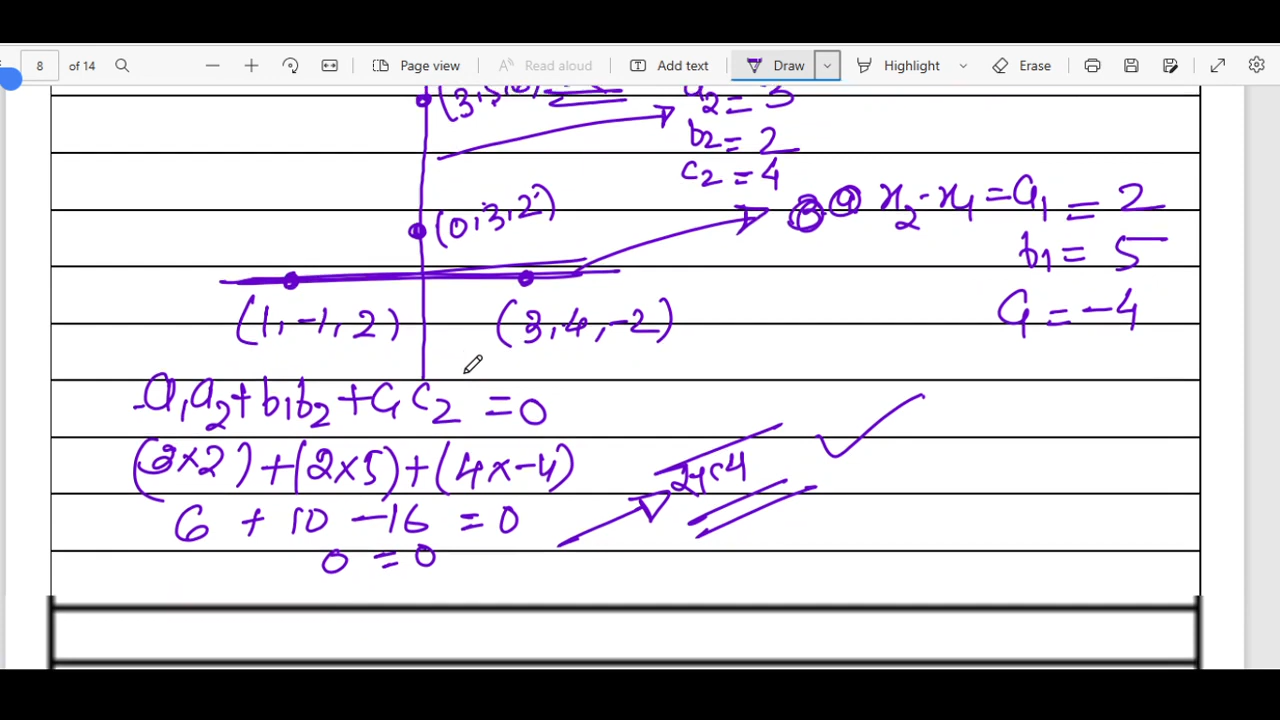 8 of 14 Page view Read aloud Add text Draw Highlight Erase
a2 = 3
b2 = 2
c2 = 4
(0,3,2)
x2-x1 = a1 = 2
b1 = 5
c1 = -4
(1,-1,2) (3,4,-2)
a1a2+b1b2+c1c2 =0
(3×2)+(2×5)+(4×-4)
6 + 10 -16 = 0
0 = 0